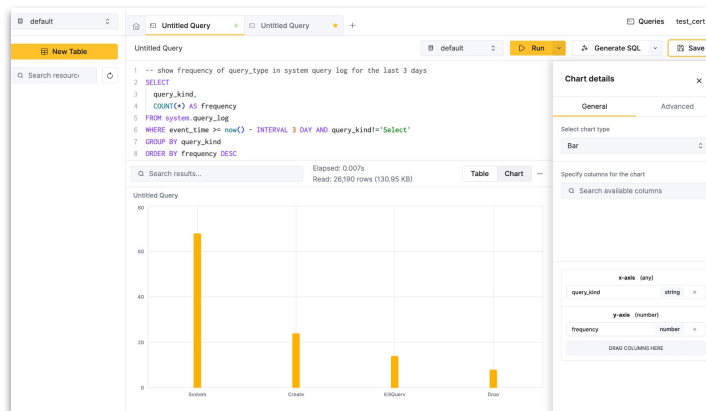 default
New Table
Search resourc
Untitled Query
Untitled Query
+
Queries
test_cert
Untitled Query
default
Run
Generate SQL
Save
1 -- show frequency of query_type in system query log for the last 3 days
2 SELECT
3 query_kind,
4 COUNT(*) AS frequency
5 FROM system.query_log
6 WHERE event_time >= now() - INTERVAL 3 DAY AND query_kind!='Select'
7 GROUP BY query_kind
8 ORDER BY frequency DESC
Search results...
Elapsed: 0.007s
Read: 26,190 rows (130.95 KB)
Table
Chart
Untitled Query
80
60
40
20
0
System
Create
KillQuery
Drop
Chart details
General
Advanced
Select chart type
Bar
Specify columns for the chart
Search available columns
x-axis (any)
query_kind
string
y-axis (number)
frequency
number
DRAG COLUMNS HERE